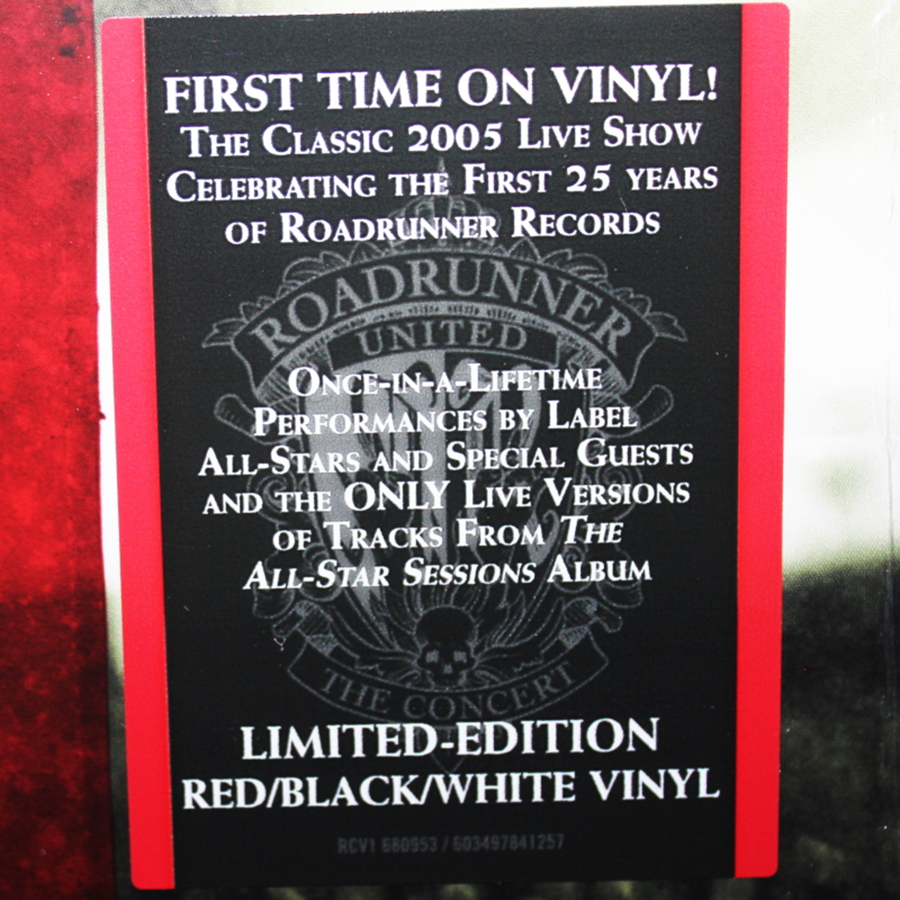 FIRST TIME ON VINYL!
THE CLASSIC 2005 LIVE SHOW
CELEBRATING THE FIRST 25 YEARS
OF ROADRUNNER RECORDS
ROADRUNNER
UNITED
ONCE-IN-A-LIFETIME
PERFORMANCES BY LABEL
ALL-STARS AND SPECIAL GUESTS
AND THE ONLY LIVE VERSIONS
OF TRACKS FROM THE
ALL-STAR SESSIONS ALBUM
THE CONCERT
LIMITED-EDITION
RED/BLACK/WHITE VINYL
RCV1 680953 / 603497841257